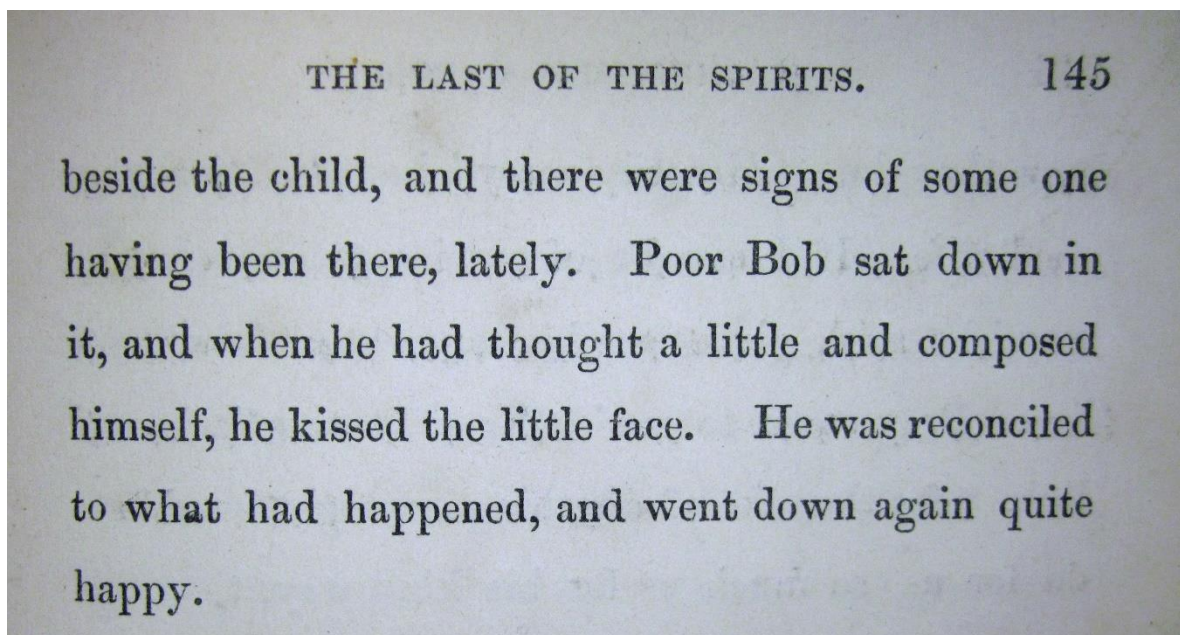 THE LAST OF THE SPIRITS. 145
beside the child, and there were signs of some one
having been there, lately. Poor Bob sat down in
it, and when he had thought a little and composed
himself, he kissed the little face. He was reconciled
to what had happened, and went down again quite
happy.